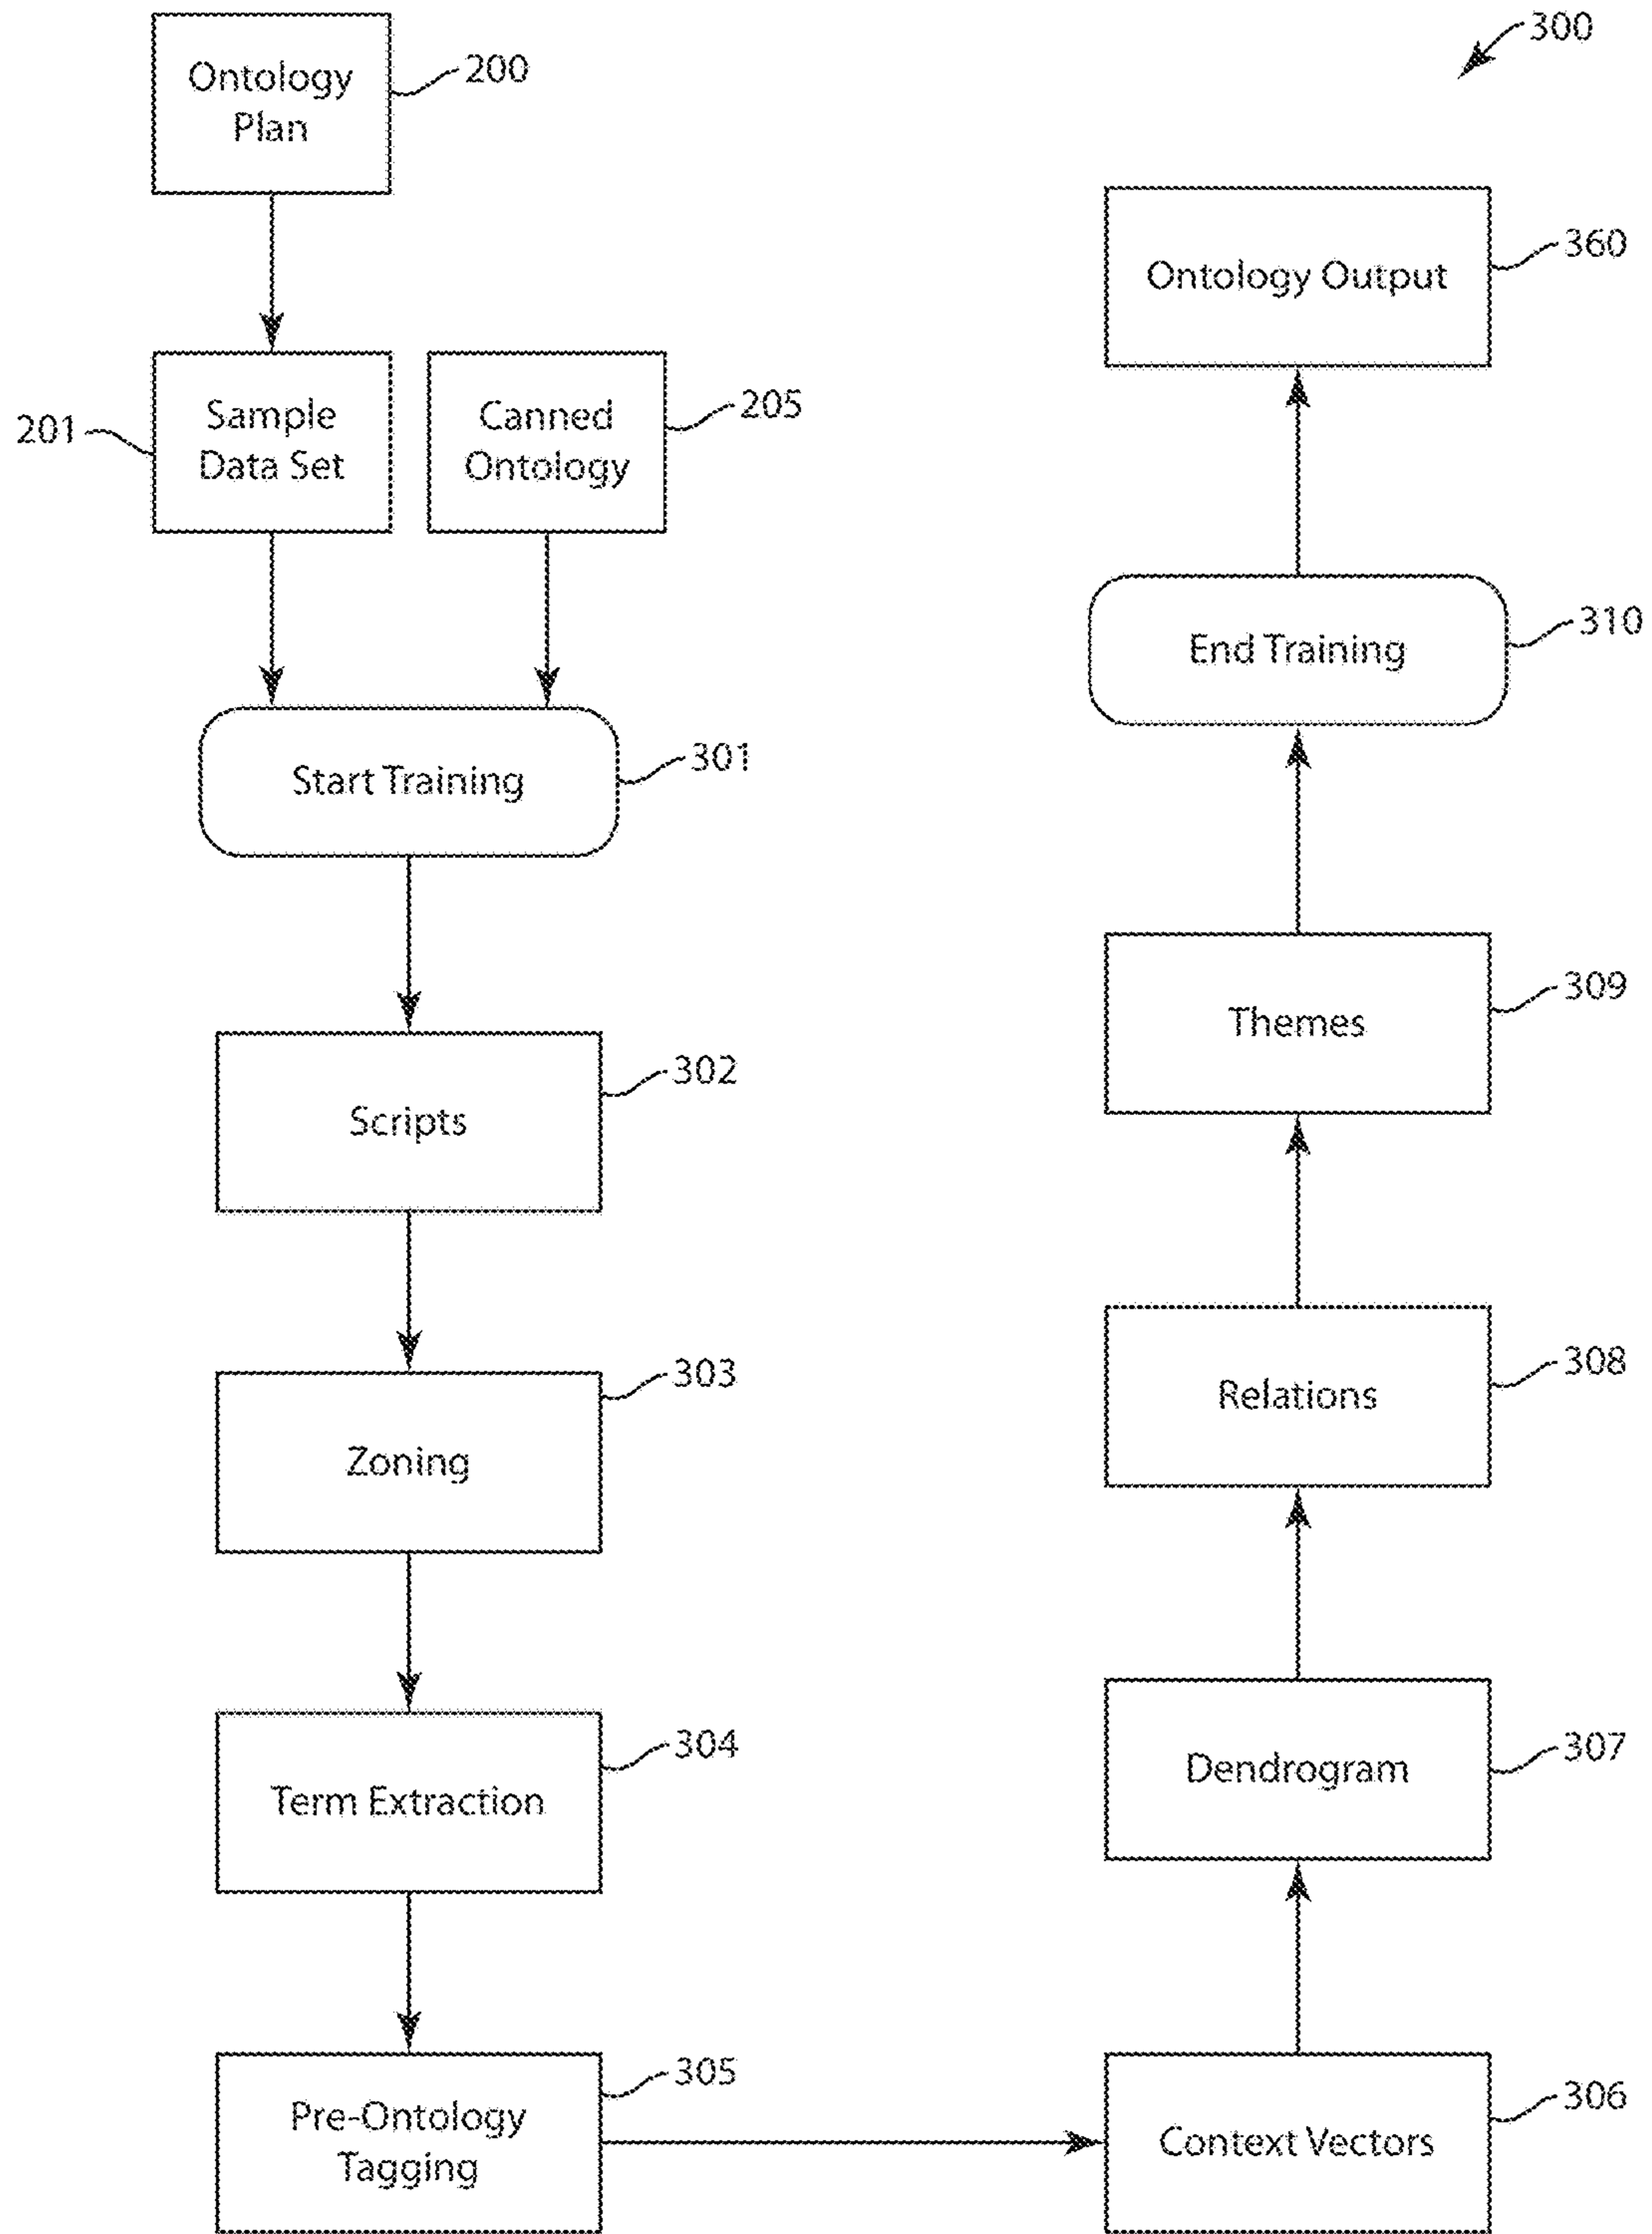 300
Ontology
Plan
200
Sample
Data Set
201
Canned
Ontology
205
Start Training
301
Scripts
302
Zoning
303
Term Extraction
304
Pre-Ontology
Tagging
305
Context Vectors
306
Dendrogram
307
Relations
308
Themes
309
End Training
310
Ontology Output
360